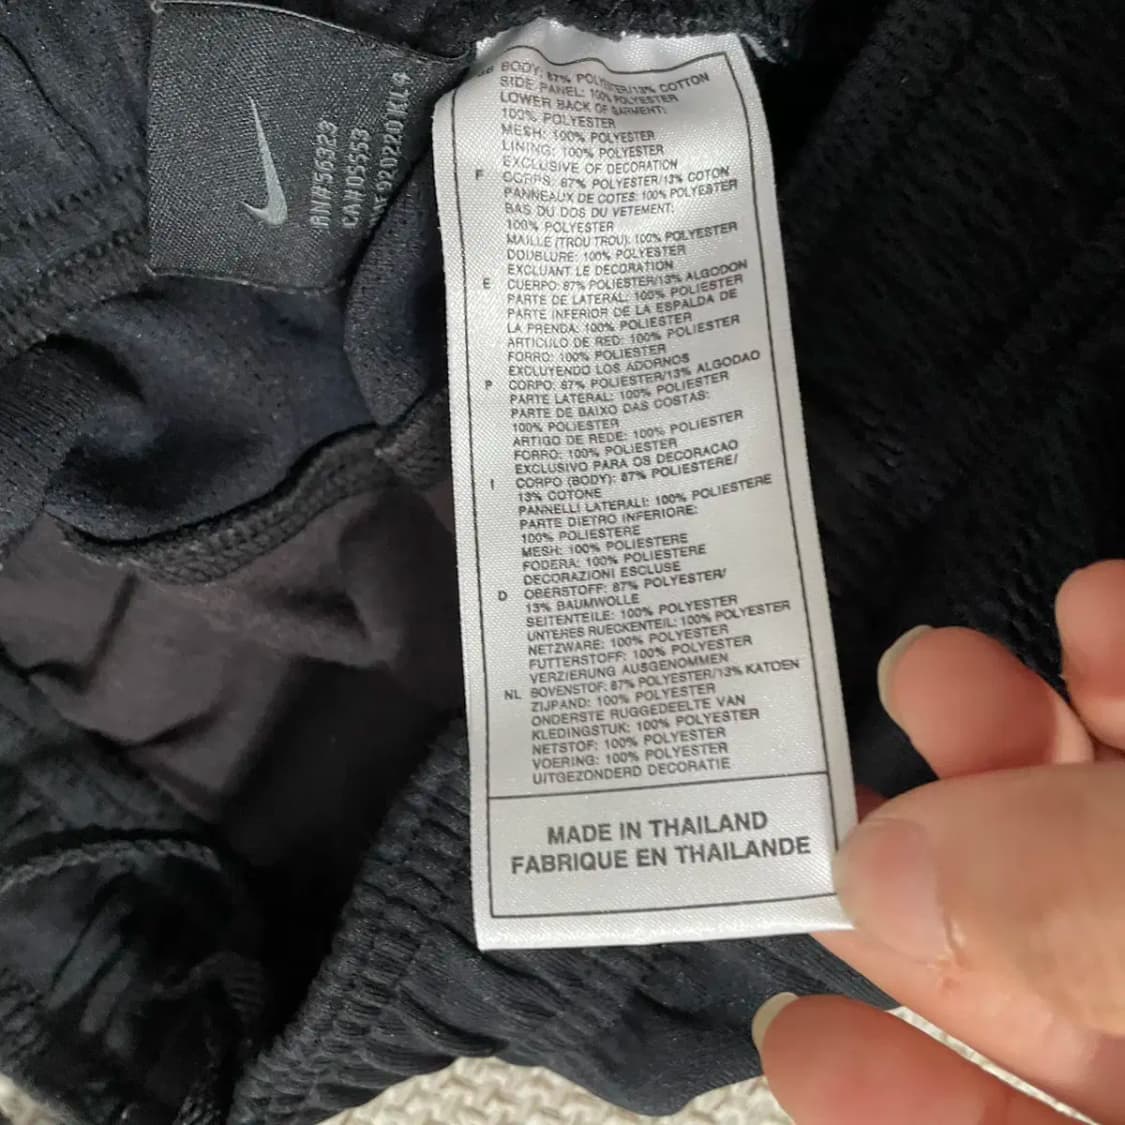 RN#56323
CAN05553
BODY: 87% POLYESTER/13% COTTON
SIDE PANEL: 100% POLYESTER
LOWER BACK OF GARMENT:
100% POLYESTER
MESH: 100% POLYESTER
LINING: 100% POLYESTER
EXCLUSIVE OF DECORATION
F CORPS: 87% POLYESTER/13% COTON
PANNEAUX DE COTES: 100% POLYESTER
BAS DU DOS DU VETEMENT:
100% POLYESTER
MAILLE (TROU TROU): 100% POLYESTER
DOUBLURE: 100% POLYESTER
EXCLUANT LE DECORATION
E CUERPO: 87% POLIESTER/13% ALGODON
PARTE DE LATERAL: 100% POLIESTER
PARTE INFERIOR DE LA ESPALDA DE
LA PRENDA: 100% POLIESTER
ARTICULO DE RED: 100% POLIESTER
FORRO: 100% POLIESTER
EXCLUYENDO LOS ADORNOS
P CORPO: 87% POLIESTER/13% ALGODAO
PARTE LATERAL: 100% POLIESTER
PARTE DE BAIXO DAS COSTAS:
100% POLIESTER
ARTIGO DE REDE: 100% POLIESTER
FORRO: 100% POLIESTER
EXCLUSIVO PARA OS DECORACAO
I CORPO (BODY): 87% POLIESTERE/
13% COTONE
PANNELLI LATERALI: 100% POLIESTERE
PARTE DIETRO INFERIORE:
100% POLIESTERE
MESH: 100% POLIESTERE
FODERA: 100% POLIESTERE
DECORAZIONI ESCLUSE
D OBERSTOFF: 87% POLYESTER/
13% BAUMWOLLE
SEITENTEILE: 100% POLYESTER
UNTERES RUECKENTEIL: 100% POLYESTER
NETZWARE: 100% POLYESTER
FUTTERSTOFF: 100% POLYESTER
VERZIERUNG AUSGENOMMEN
NL BOVENSTOF: 87% POLYESTER/13% KATOEN
ZIJPAND: 100% POLYESTER
ONDERSTE RUGGEDEELTE VAN
KLEDINGSTUK: 100% POLYESTER
NETSTOF: 100% POLYESTER
VOERING: 100% POLYESTER
UITGEZONDERD DECORATIE
MADE IN THAILAND
FABRIQUE EN THAILANDE